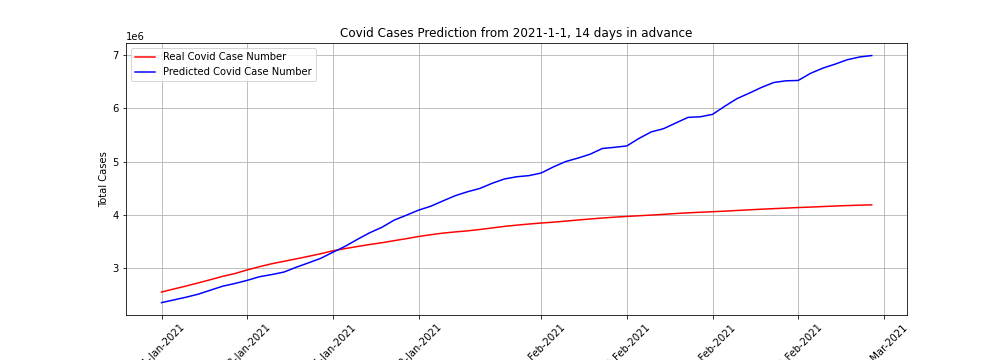 Covid Cases Prediction from 2021-1-1, 14 days in advance
1e6
Real Covid Case Number
Predicted Covid Case Number
7
6
5
4
3
Total Cases
-Jan-2021
-Jan-2021
-Jan-2021
-Jan-2021
Feb-2021
Feb-2021
Feb-2021
Feb-2021
Mar-2021